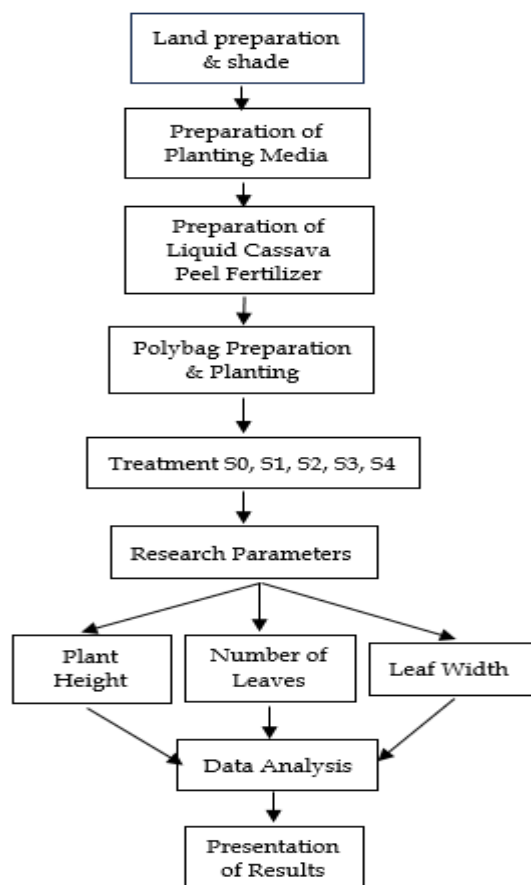 Land preparation
& shade
Preparation of
Planting Media
Preparation of
Liquid Cassava
Peel Fertilizer
Polybag Preparation
& Planting
Treatment S0, S1, S2, S3, S4
Research Parameters
Plant
Height
Number of
Leaves
Leaf Width
Data Analysis
Presentation
of Results